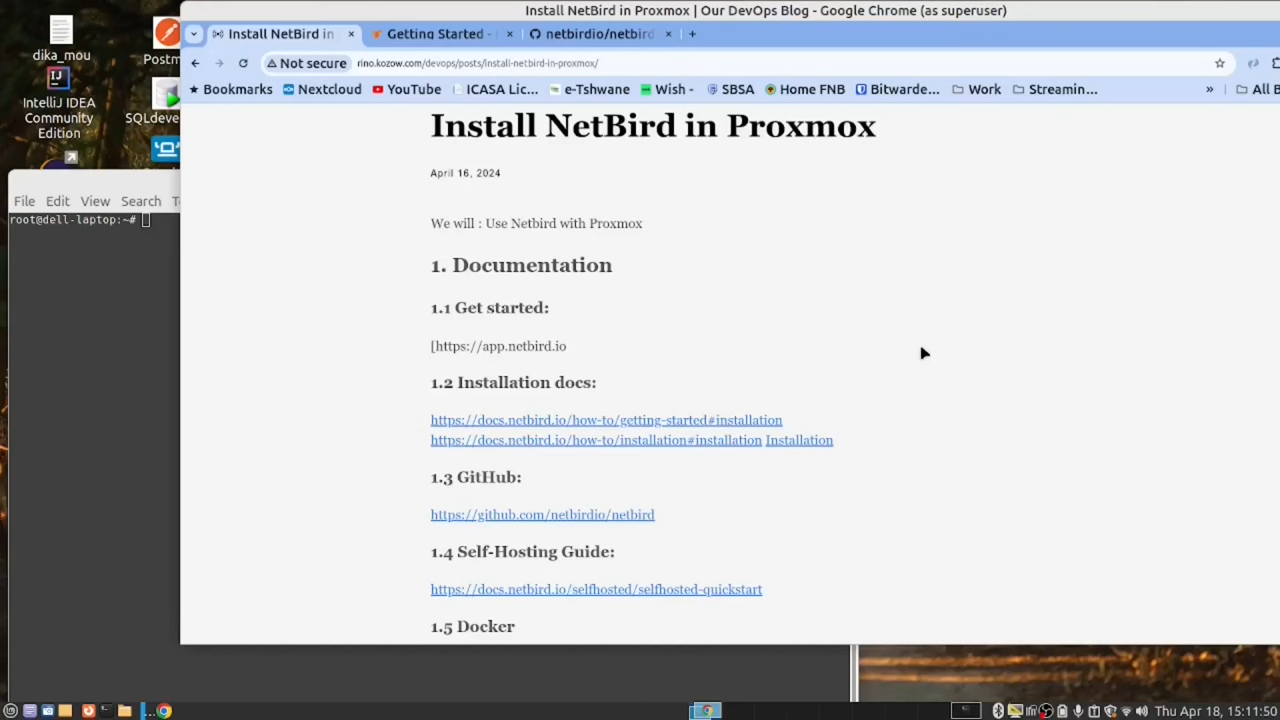 Install NetBird in Proxmox | Our DevOps Blog - Google Chrome (as superuser)
Install NetBird in
Getting Started -
netbirdio/netbird
Not secure
rino.kozow.com/devops/posts/install-netbird-in-proxmox/
Bookmarks
Nextcloud
YouTube
ICASA Lic...
e-Tshwane
Wish -
SBSA
Home FNB
Bitwarde...
Work
Streamin...
»
All B
dika_mou
IntelliJ IDEA
Community
Edition
Postm
SQLdeve
File Edit View Search T
root@dell-laptop:~#
Install NetBird in Proxmox
April 16, 2024
We will : Use Netbird with Proxmox
1. Documentation
1.1 Get started:
[https://app.netbird.io
1.2 Installation docs:
https://docs.netbird.io/how-to/getting-started#installation
https://docs.netbird.io/how-to/installation#installation Installation
1.3 GitHub:
https://github.com/netbirdio/netbird
1.4 Self-Hosting Guide:
https://docs.netbird.io/selfhosted/selfhosted-quickstart
1.5 Docker
Thu Apr 18, 15:11:50